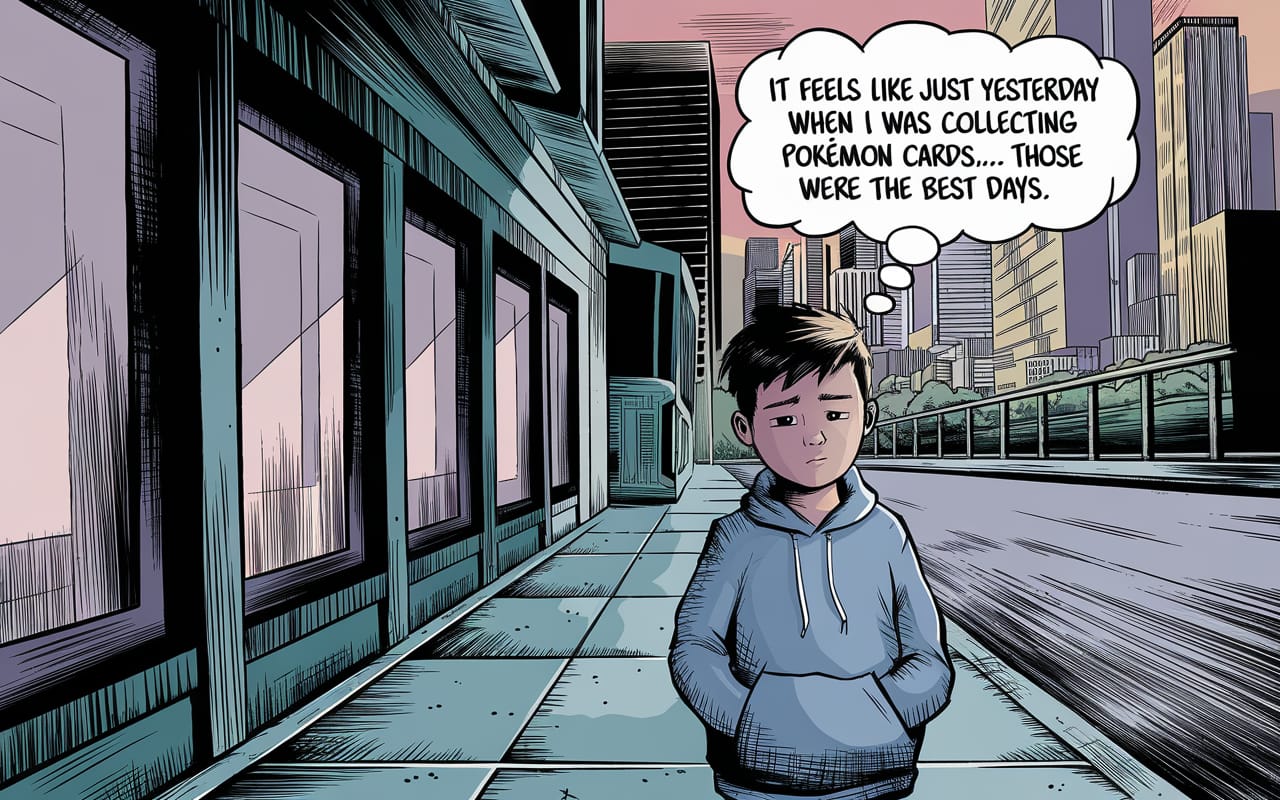 IT FEELS LIKE JUST YESTERDAY
WHEN I WAS COLLECTING
POKÉMON CARDS.... THOSE
WERE THE BEST DAYS.